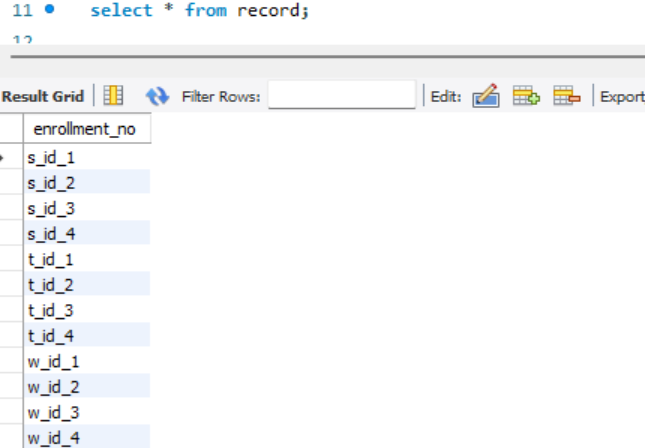 11 select * from record;
12
Result Grid Filter Rows: Edit: Export
enrollment_no
s_id_1
s_id_2
s_id_3
s_id_4
t_id_1
t_id_2
t_id_3
t_id_4
w_id_1
w_id_2
w_id_3
w_id_4